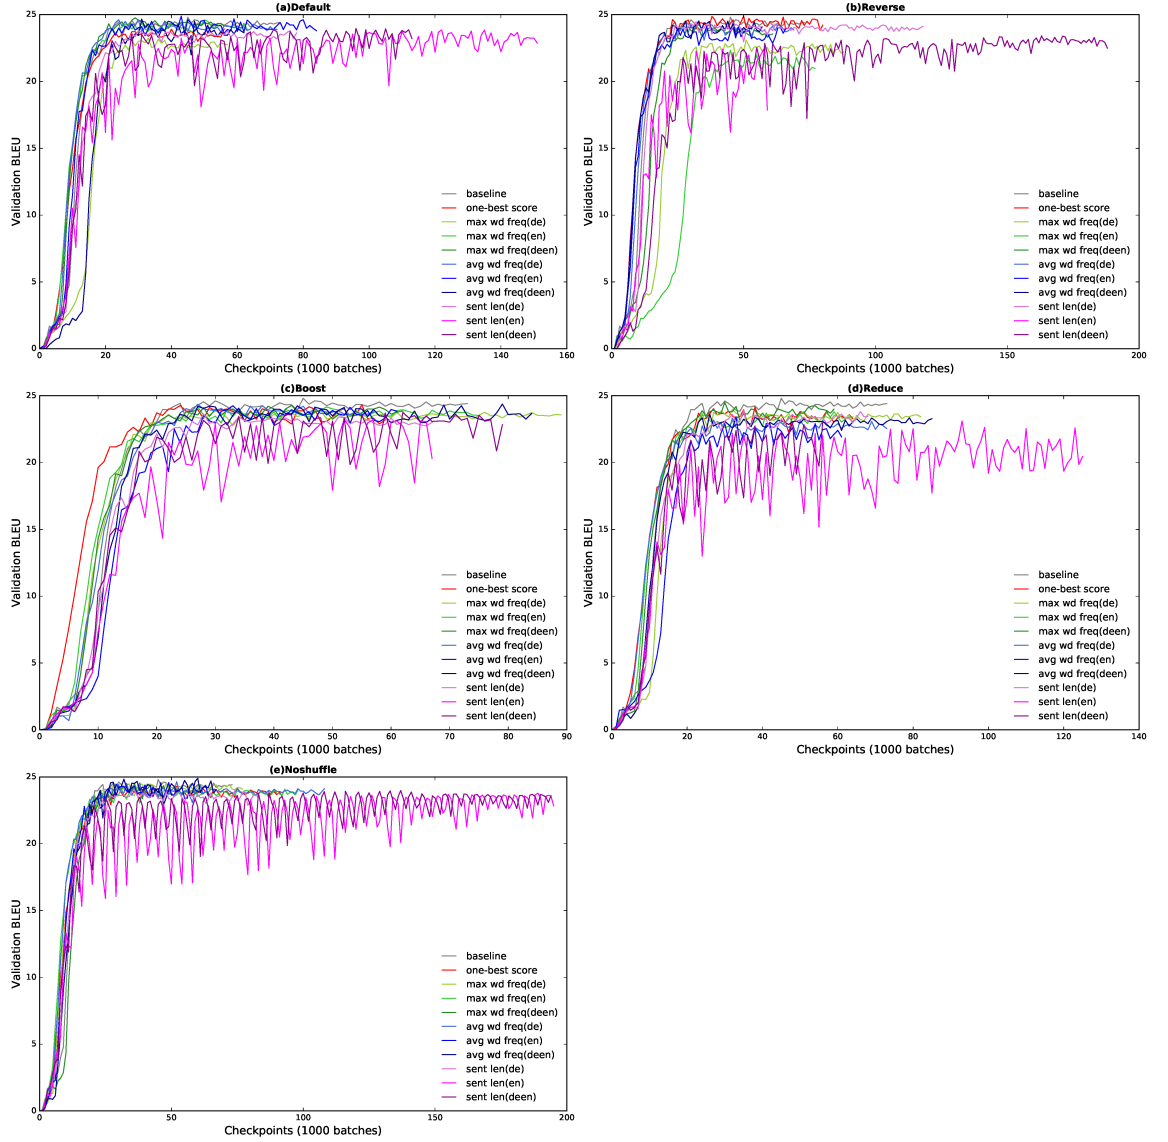 (a)Default
25
20
15
10
5
0
Validation BLEU
baseline
one-best score
max wd freq(de)
max wd freq(en)
max wd freq(deen)
avg wd freq(de)
avg wd freq(en)
avg wd freq(deen)
sent len(de)
sent len(en)
sent len(deen)
0 20 40 60 80 100 120 140 160
Checkpoints (1000 batches)
(b)Reverse
25
20
15
10
5
0
Validation BLEU
baseline
one-best score
max wd freq(de)
max wd freq(en)
max wd freq(deen)
avg wd freq(de)
avg wd freq(en)
avg wd freq(deen)
sent len(de)
sent len(en)
sent len(deen)
0 50 100 150 200
Checkpoints (1000 batches)
(c)Boost
25
20
15
10
5
0
Validation BLEU
baseline
one-best score
max wd freq(de)
max wd freq(en)
max wd freq(deen)
avg wd freq(de)
avg wd freq(en)
avg wd freq(deen)
sent len(de)
sent len(en)
sent len(deen)
0 10 20 30 40 50 60 70 80 90
Checkpoints (1000 batches)
(d)Reduce
25
20
15
10
5
0
Validation BLEU
baseline
one-best score
max wd freq(de)
max wd freq(en)
max wd freq(deen)
avg wd freq(de)
avg wd freq(en)
avg wd freq(deen)
sent len(de)
sent len(en)
sent len(deen)
0 20 40 60 80 100 120 140
Checkpoints (1000 batches)
(e)Noshuffle
25
20
15
10
5
0
Validation BLEU
baseline
one-best score
max wd freq(de)
max wd freq(en)
max wd freq(deen)
avg wd freq(de)
avg wd freq(en)
avg wd freq(deen)
sent len(de)
sent len(en)
sent len(deen)
0 50 100 150 200
Checkpoints (1000 batches)